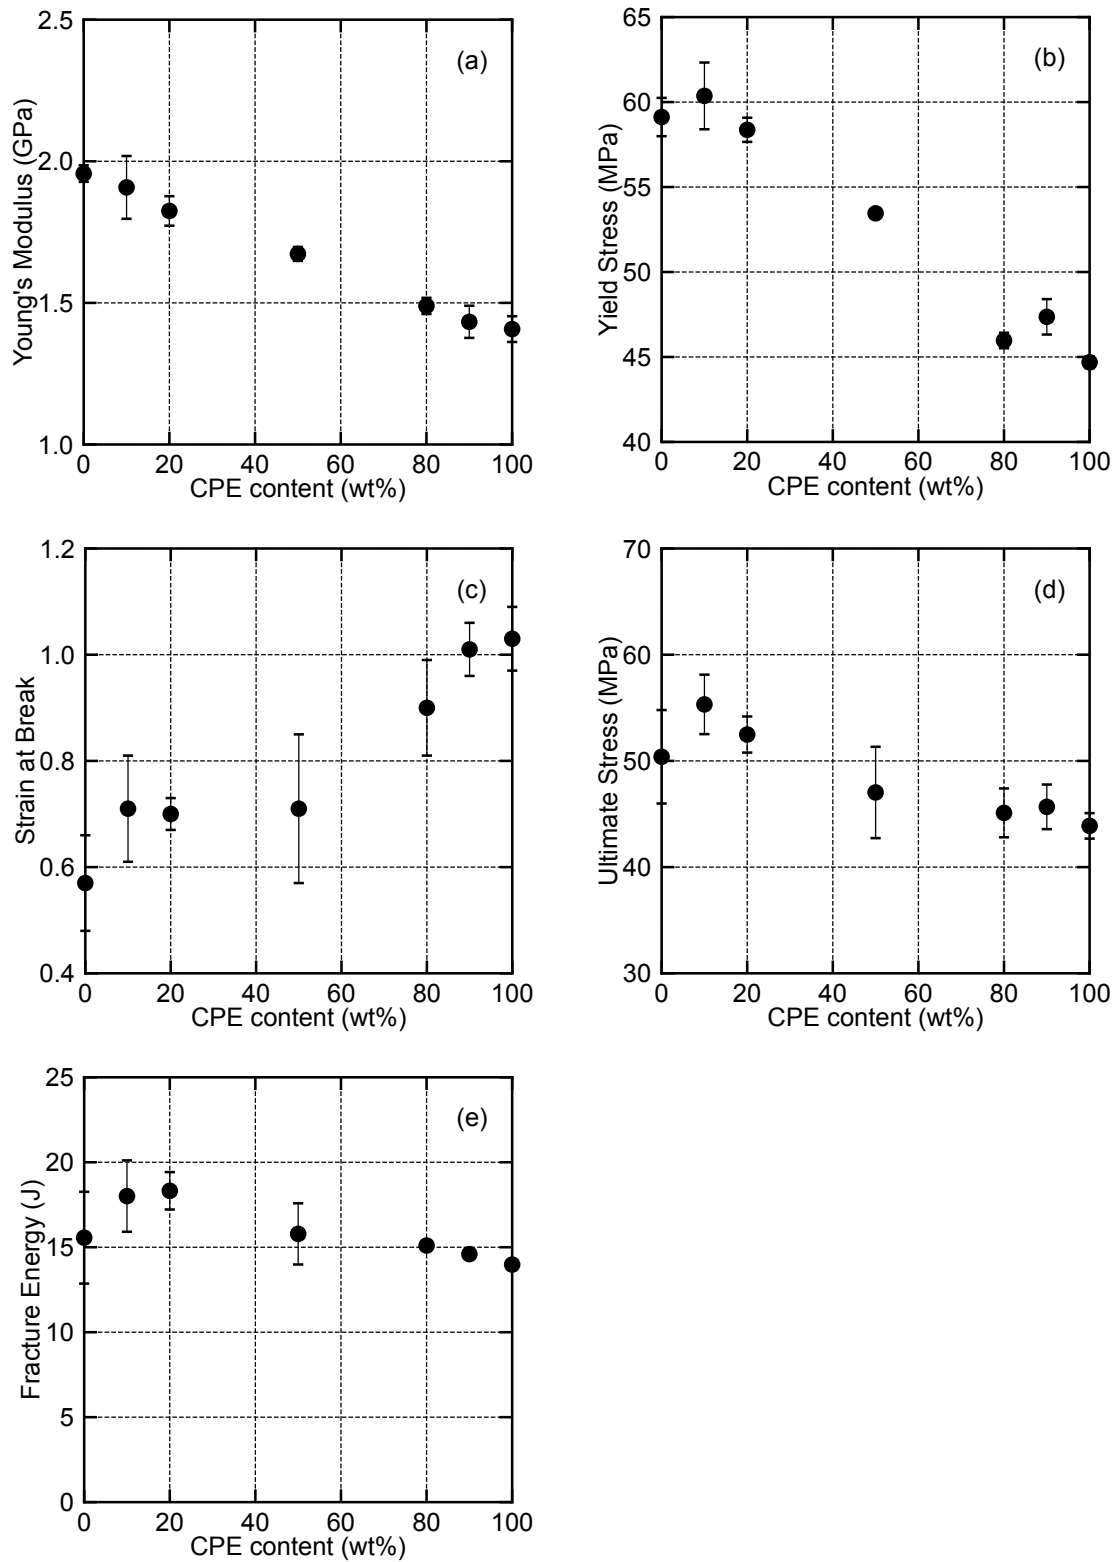 2.5
2.0
1.5
1.0
Young's Modulus (GPa)
(a)
0 20 40 60 80 100
CPE content (wt%)
65
60
55
50
45
40
Yield Stress (MPa)
(b)
0 20 40 60 80 100
CPE content (wt%)
1.2
1.0
0.8
0.6
0.4
Strain at Break
(c)
0 20 40 60 80 100
CPE content (wt%)
70
60
50
40
30
Ultimate Stress (MPa)
(d)
0 20 40 60 80 100
CPE content (wt%)
25
20
15
10
5
0
Fracture Energy (J)
(e)
0 20 40 60 80 100
CPE content (wt%)